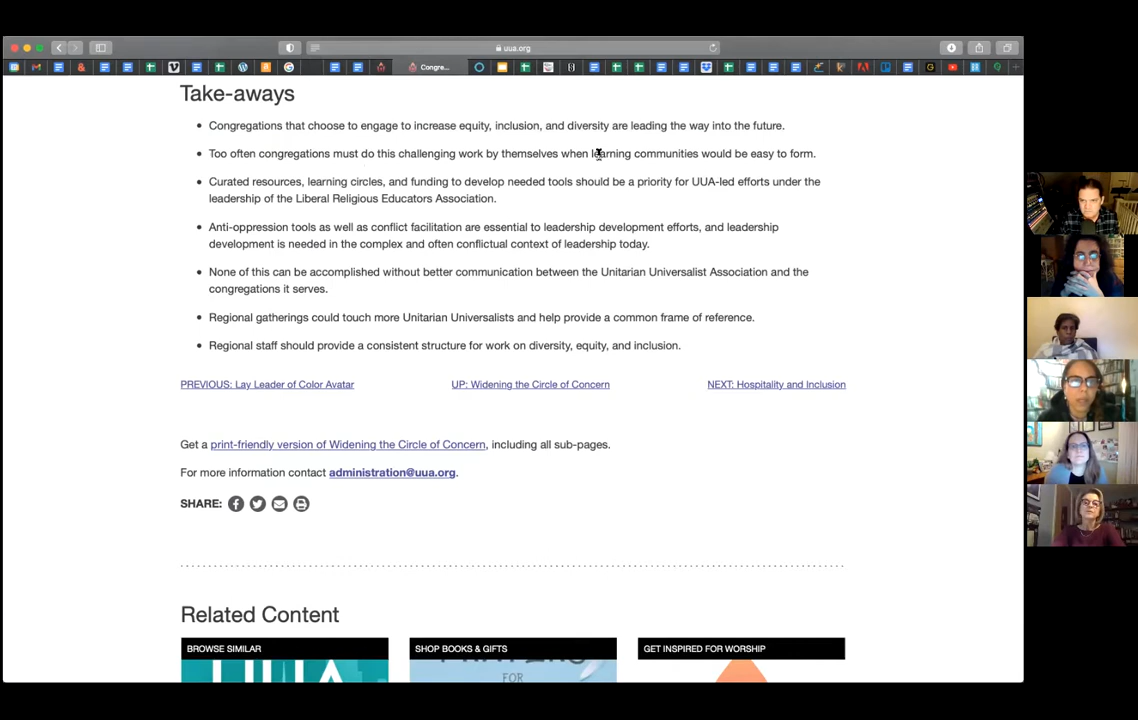 uua.org
Congre...
Take-aways
Congregations that choose to engage to increase equity, inclusion, and diversity are leading the way into the future.
Too often congregations must do this challenging work by themselves when learning communities would be easy to form.
Curated resources, learning circles, and funding to develop needed tools should be a priority for UUA-led efforts under the
leadership of the Liberal Religious Educators Association.
Anti-oppression tools as well as conflict facilitation are essential to leadership development efforts, and leadership
development is needed in the complex and often conflictual context of leadership today.
None of this can be accomplished without better communication between the Unitarian Universalist Association and the
congregations it serves.
Regional gatherings could touch more Unitarian Universalists and help provide a common frame of reference.
Regional staff should provide a consistent structure for work on diversity, equity, and inclusion.
PREVIOUS: Lay Leader of Color Avatar
UP: Widening the Circle of Concern
NEXT: Hospitality and Inclusion
Get a print-friendly version of Widening the Circle of Concern, including all sub-pages.
For more information contact administration@uua.org.
SHARE:
Related Content
BROWSE SIMILAR
SHOP BOOKS & GIFTS
GET INSPIRED FOR WORSHIP
FOR